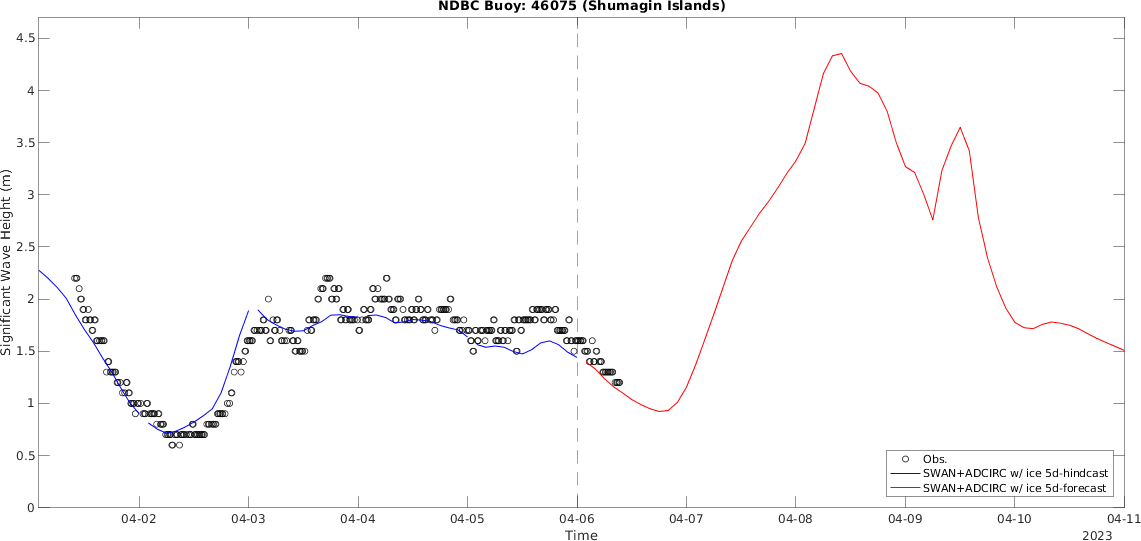 NDBC Buoy: 46075 (Shumagin Islands)
4.5
4
3.5
3
2.5
2
1.5
1
0.5
0
Significant Wave Height (m)
Obs.
SWAN+ADCIRC w/ ice 5d-hindcast
SWAN+ADCIRC w/ ice 5d-forecast
04-02 04-03 04-04 04-05 04-06 04-07 04-08 04-09 04-10 04-11
Time
2023